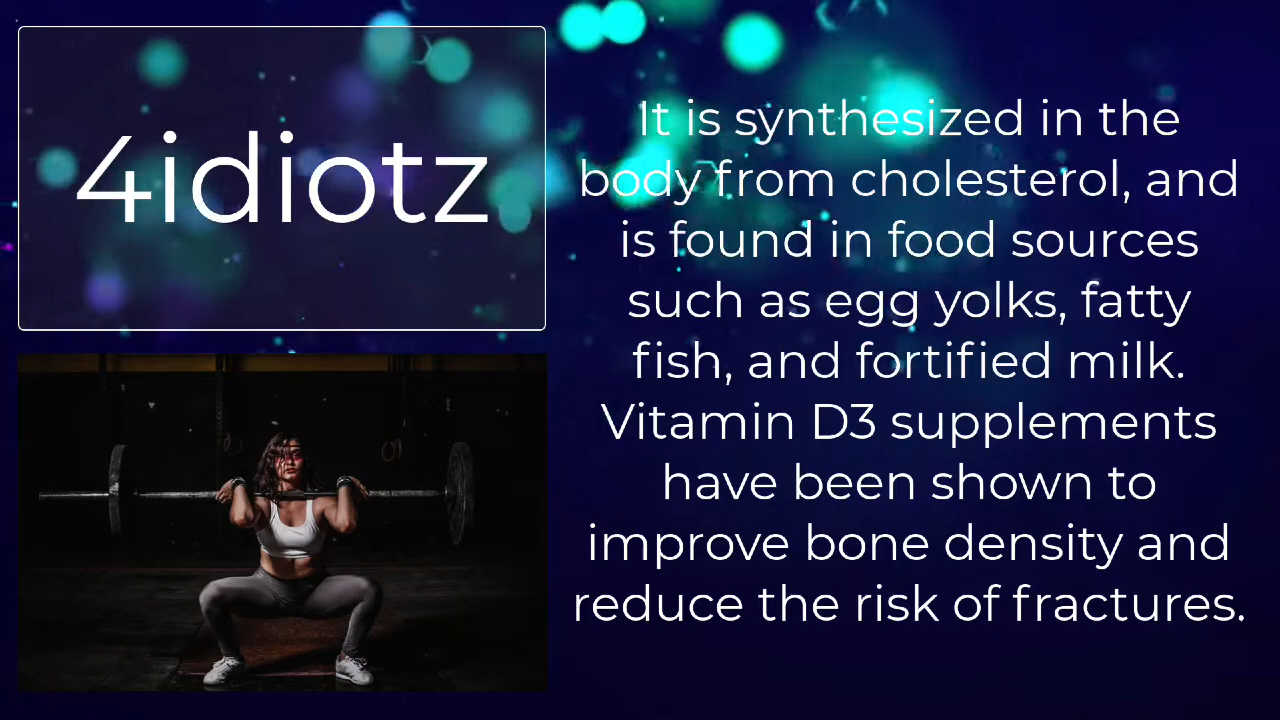 4idiotz
It is synthesized in the
body from cholesterol, and
is found in food sources
such as egg yolks, fatty
fish, and fortified milk.
Vitamin D3 supplements
have been shown to
improve bone density and
reduce the risk of fractures.